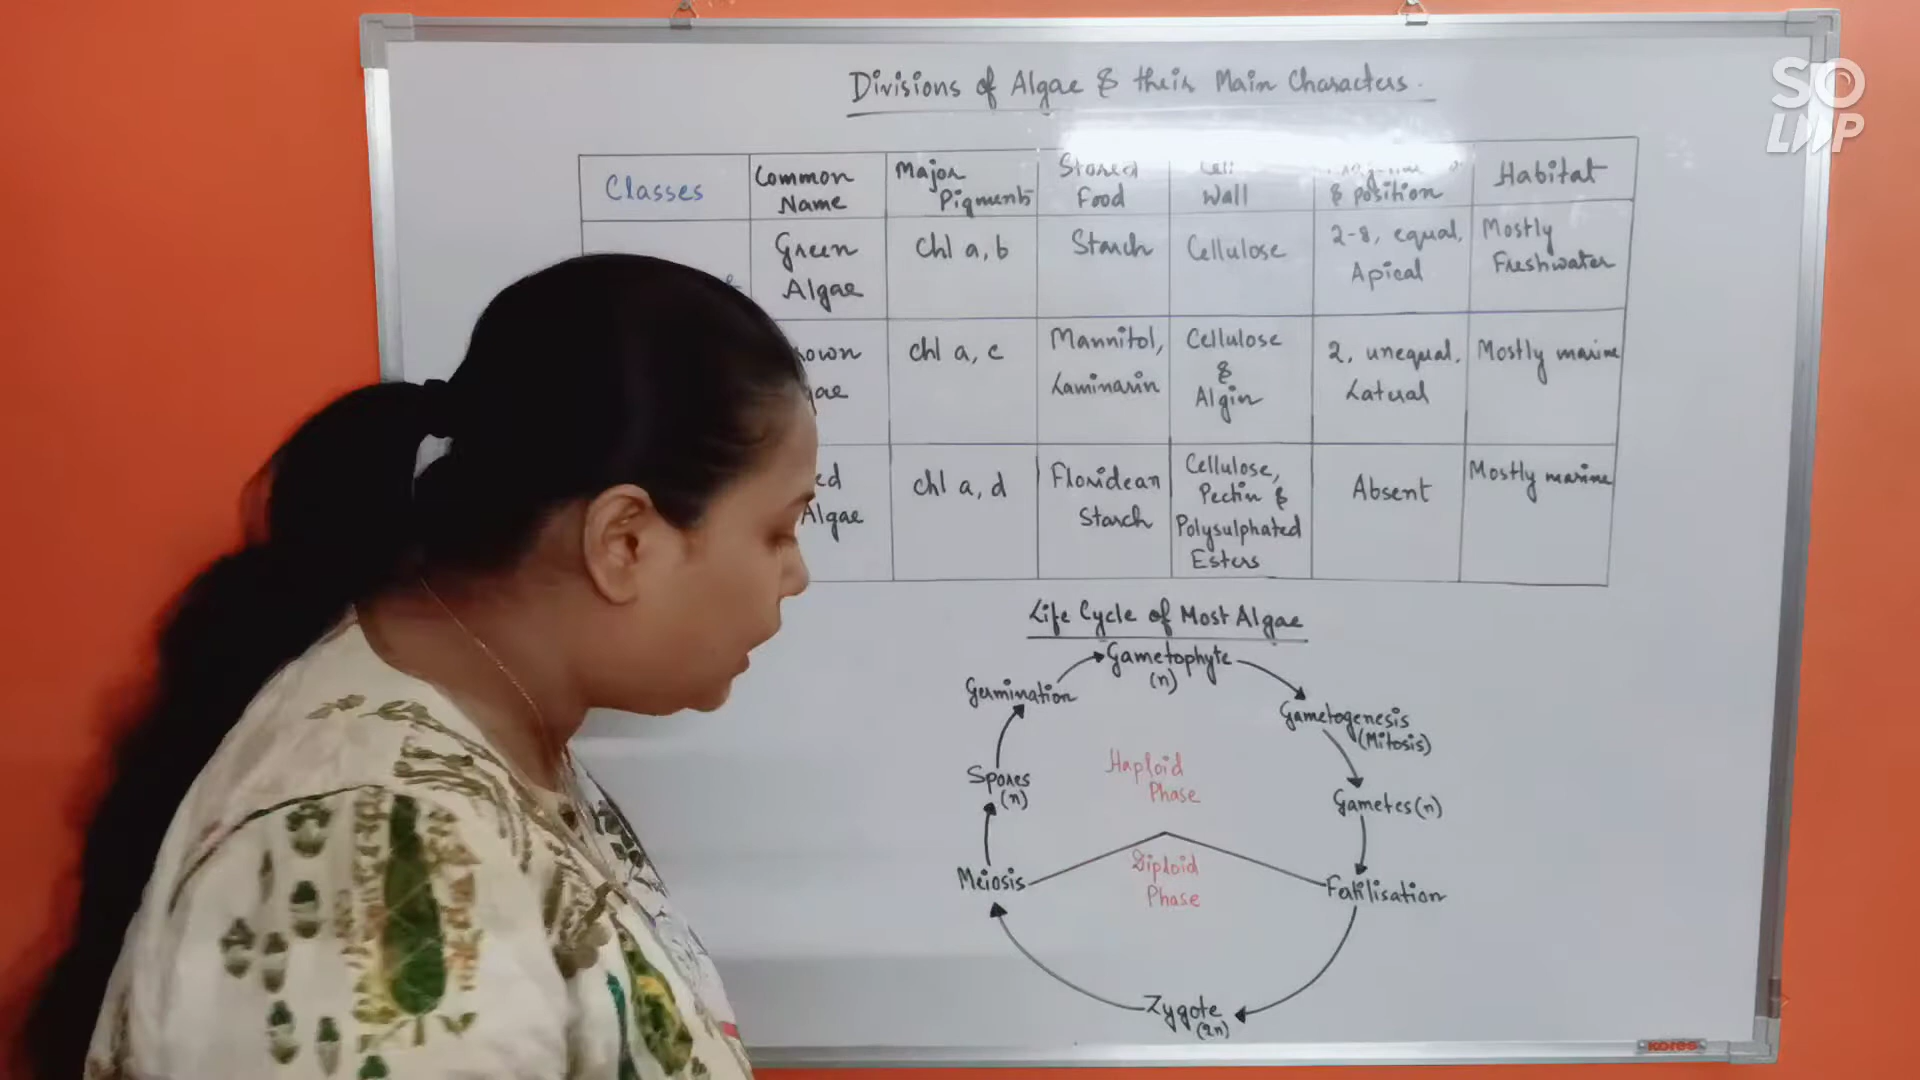 Divisions of Algae & their Main Characters.
Classes
Common
Name
Major
Pigments
Stored
Food
Cell
Wall
& position
Habitat
Green
Algae
Chl a, b
Starch
Cellulose
2-8, equal,
Apical
Mostly
Freshwater
Chl a, c
Mannitol,
Laminarin
Cellulose
&
Algin
2, unequal,
Lateral
Mostly marine
Algae
Chl a, d
Floridean
Starch
Cellulose,
Pectin &
Polysulphated
Esters
Absent
Mostly marine
Life Cycle of Most Algae
Gametophyte
(n)
Germination
Gametogenesis
(Mitosis)
Haploid
Phase
Spores
(n)
Gametes(n)
Diploid
Phase
Meiosis
Fertilisation
Zygote
(2n)
kores